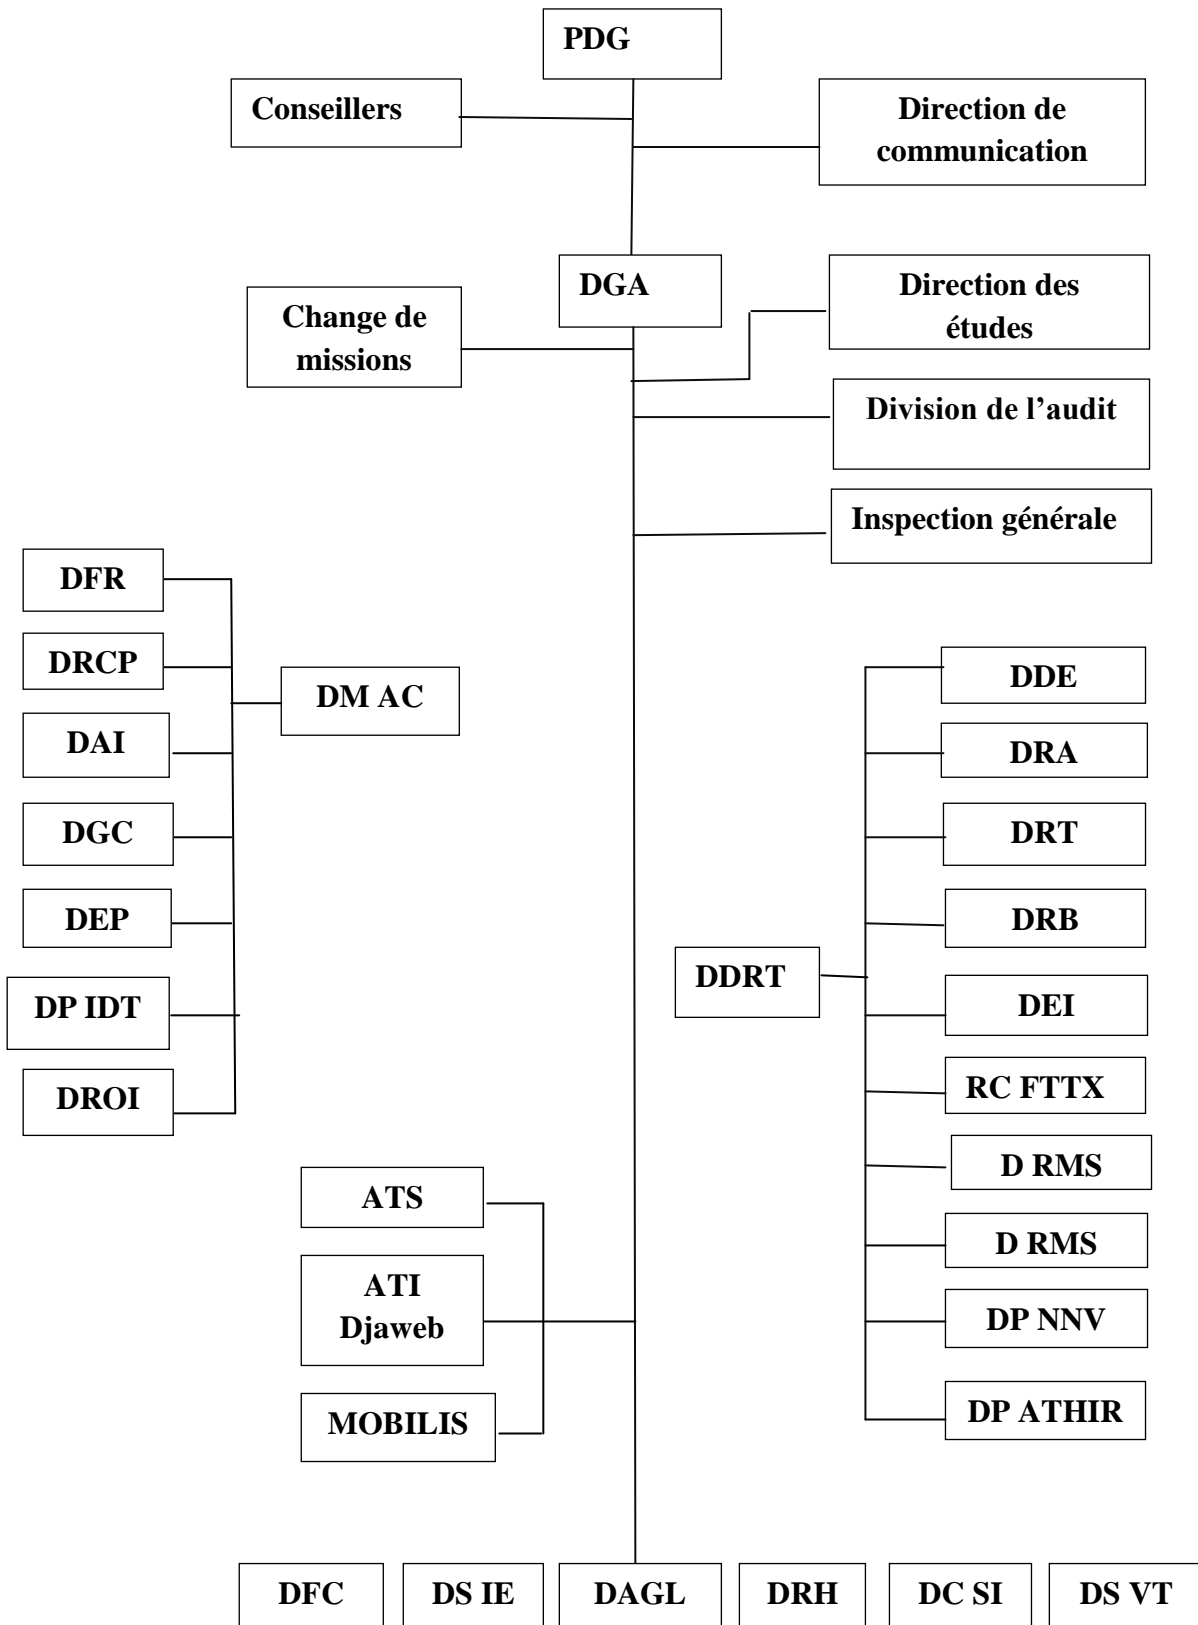 PDG
Conseillers
Direction de
communication
DGA
Change de
missions
Direction des
études
Division de l’audit
Inspection générale
DFR
DRCP
DM AC
DAI
DGC
DEP
DP IDT
DROI
DDE
DRA
DRT
DRB
DDRT
DEI
RC FTTX
D RMS
D RMS
DP NNV
DP ATHIR
ATS
ATI
Djaweb
MOBILIS
DFC
DS IE
DAGL
DRH
DC SI
DS VT